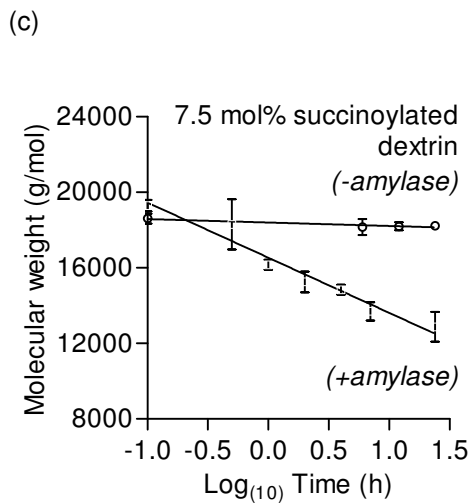 (c)
7.5 mol% succinoylated
dextrin
(-amylase)
(+amylase)
Molecular weight (g/mol)
24000
20000
16000
12000
8000
-1.0 -0.5 0.0 0.5 1.0 1.5
Log(10) Time (h)